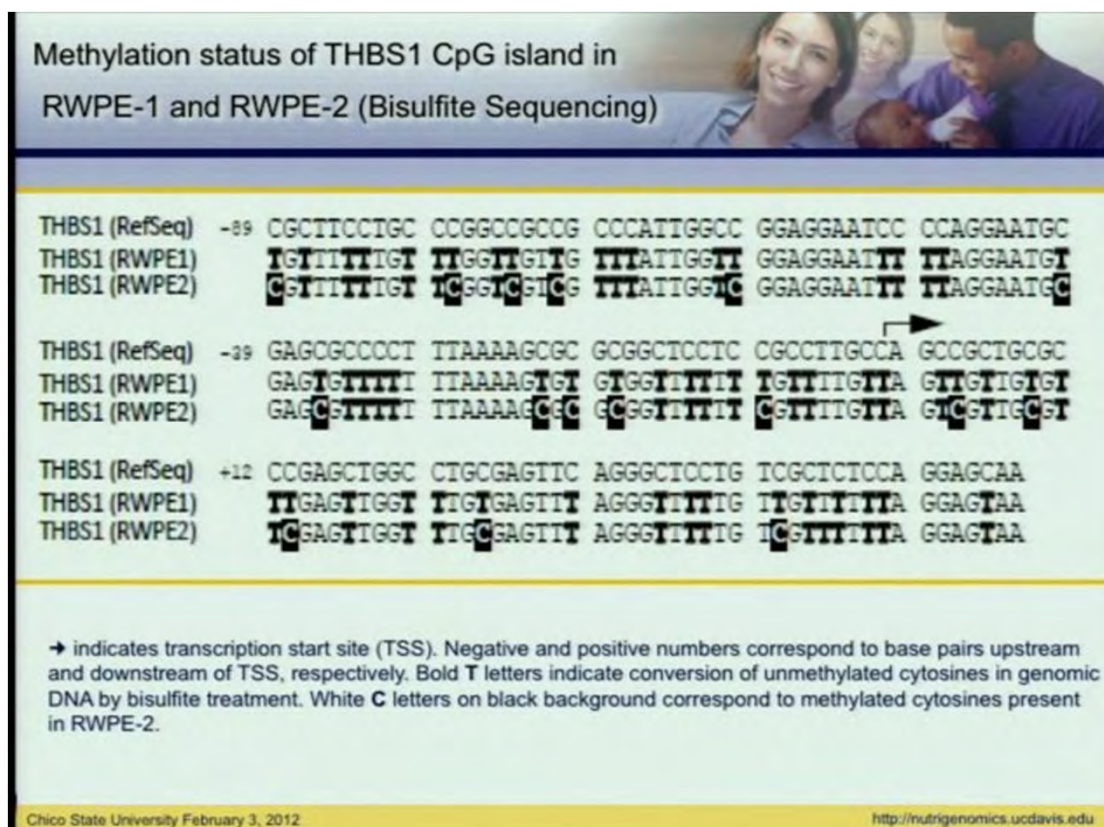 Methylation status of THBS1 CpG island in
RWPE-1 and RWPE-2 (Bisulfite Sequencing)
THBS1 (RefSeq) -89 CGCTTCCTGC CCGGCCGCCG CCCATTGGCC GGAGGAATCC CCAGGAATGC
THBS1 (RWPE1) TGTTTTTTGT TTGGTTGTTG TTTATTGGTT GGAGGAATTT TTAGGAATGT
THBS1 (RWPE2) CGTTTTTTGT TCGGTCGTCG TTTATTGGTC GGAGGAATTT TTAGGAATGC
THBS1 (RefSeq) -39 GAGCGCCCCT TTAAAAGCGC GCGGCTCCTC CGCCTTGCCA GCCGCTGCGC
THBS1 (RWPE1) GAGTGTTTTT TTAAAAGTGT GTGGTTTTTT TGTTTTGTTA GTTGTTGTGT
THBS1 (RWPE2) GAGCGTTTTT TTAAAAGCGC GCGGTTTTTT CGTTTTGTTA GTCGTTGCGT
THBS1 (RefSeq) +12 CCGAGCTGGC CTGCGAGTTC AGGGCTCCTG TCGCTCTCCA GGAGCAA
THBS1 (RWPE1) TTGAGTTGGT TTGTGAGTTT AGGGTTTTTG TTGTTTTTTA GGAGTAA
THBS1 (RWPE2) TCGAGTTGGT TTGCGAGTTT AGGGTTTTTG TCGTTTTTTA GGAGTAA
➔ indicates transcription start site (TSS). Negative and positive numbers correspond to base pairs upstream
and downstream of TSS, respectively. Bold T letters indicate conversion of unmethylated cytosines in genomic
DNA by bisulfite treatment. White C letters on black background correspond to methylated cytosines present
in RWPE-2.
Chico State University February 3, 2012
http://nutrigenomics.ucdavis.edu